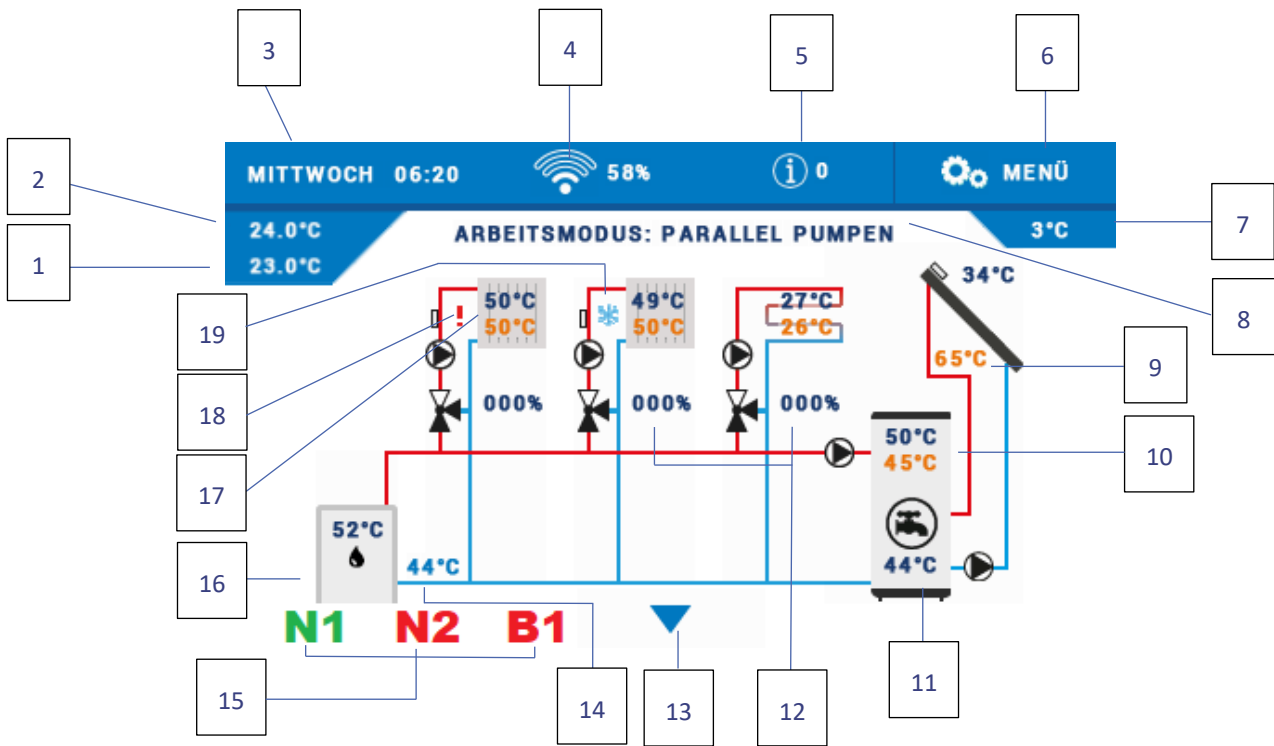 3
4
5
6
2
MITTWOCH 06:20 58% i 0 MENÜ
24.0°C
3°C
7
1
23.0°C
ARBEITSMODUS: PARALLEL PUMPEN
19
34°C
8
! 50°C 49°C 27°C
50°C 50°C 26°C
65°C
9
18
000% 000% 000%
50°C
45°C
10
17
52°C
16
44°C
44°C
N1 N2 B1
11
15
14
13
12